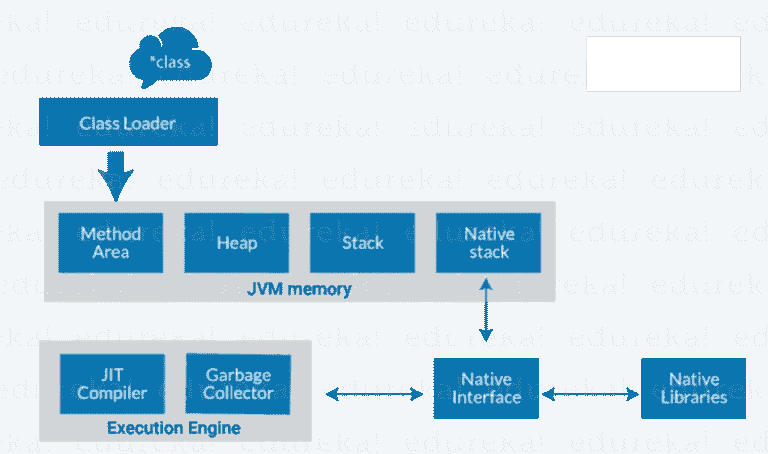 edureka! edureka! edureka! edureka! edureka!
*class
Class Loader
Method
Area
Heap
Stack
Native
stack
JVM memory
JIT
Compiler
Garbage
Collector
Execution Engine
Native
Interface
Native
Libraries